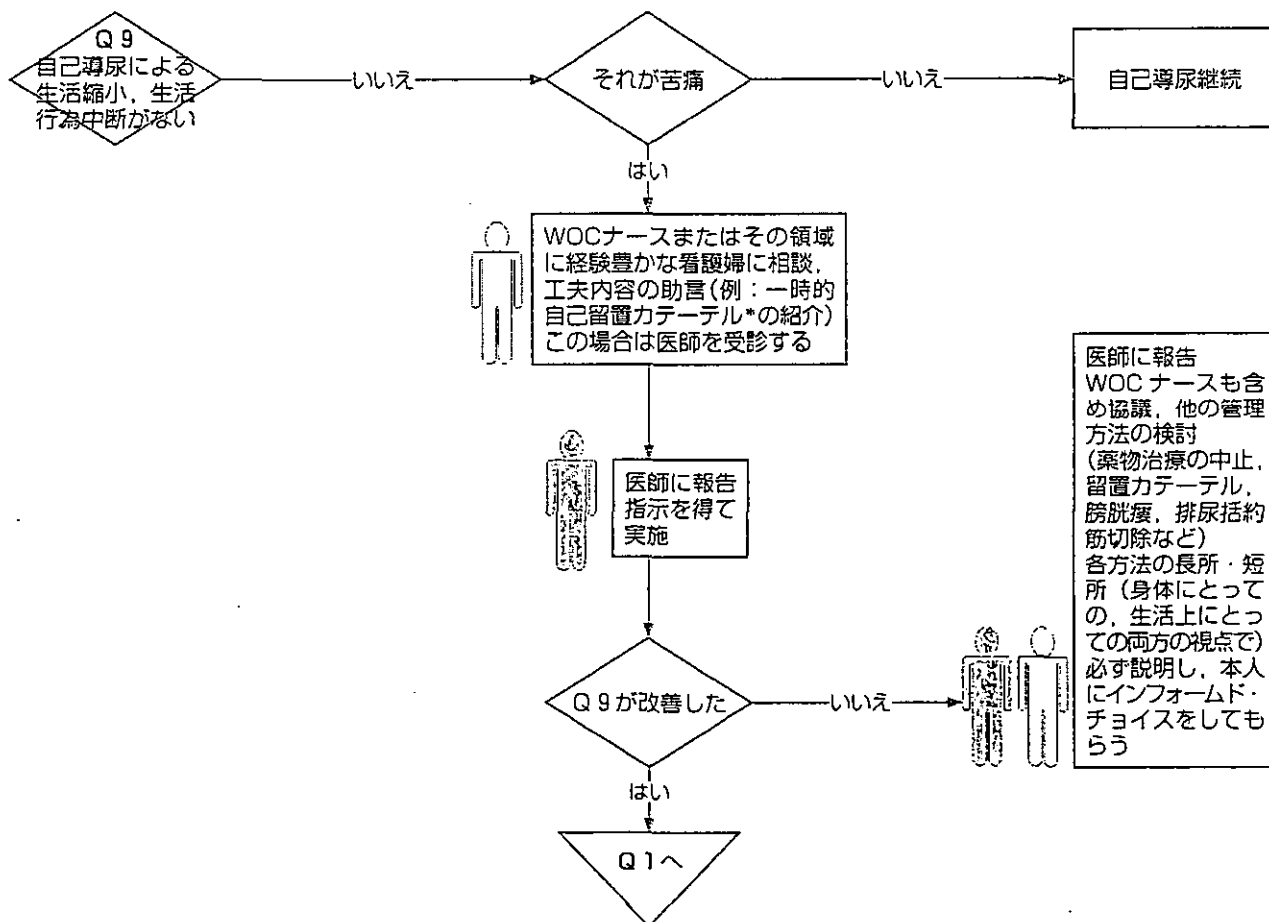 Q9
自己導尿による
生活縮小，生活
行為中断がない
いいえ
それが苦痛
いいえ
自己導尿継続
はい
WOCナースまたはその領域
に経験豊かな看護婦に相談，
工夫内容の助言(例：一時的
自己留置カテーテル*の紹介)
この場合は医師を受診する
医師に報告
指示を得て
実施
医師に報告
WOCナースも含
め協議，他の管理
方法の検討
(薬物治療の中止，
留置カテーテル，
膀胱瘻，排尿括約
筋切除など)
各方法の長所・短
所（身体にとって
の，生活上にとっ
ての両方の視点で）
必ず説明し，本人
にインフォームド・
チョイスをしても
らう
Q9が改善した
いいえ
はい
Q1へ